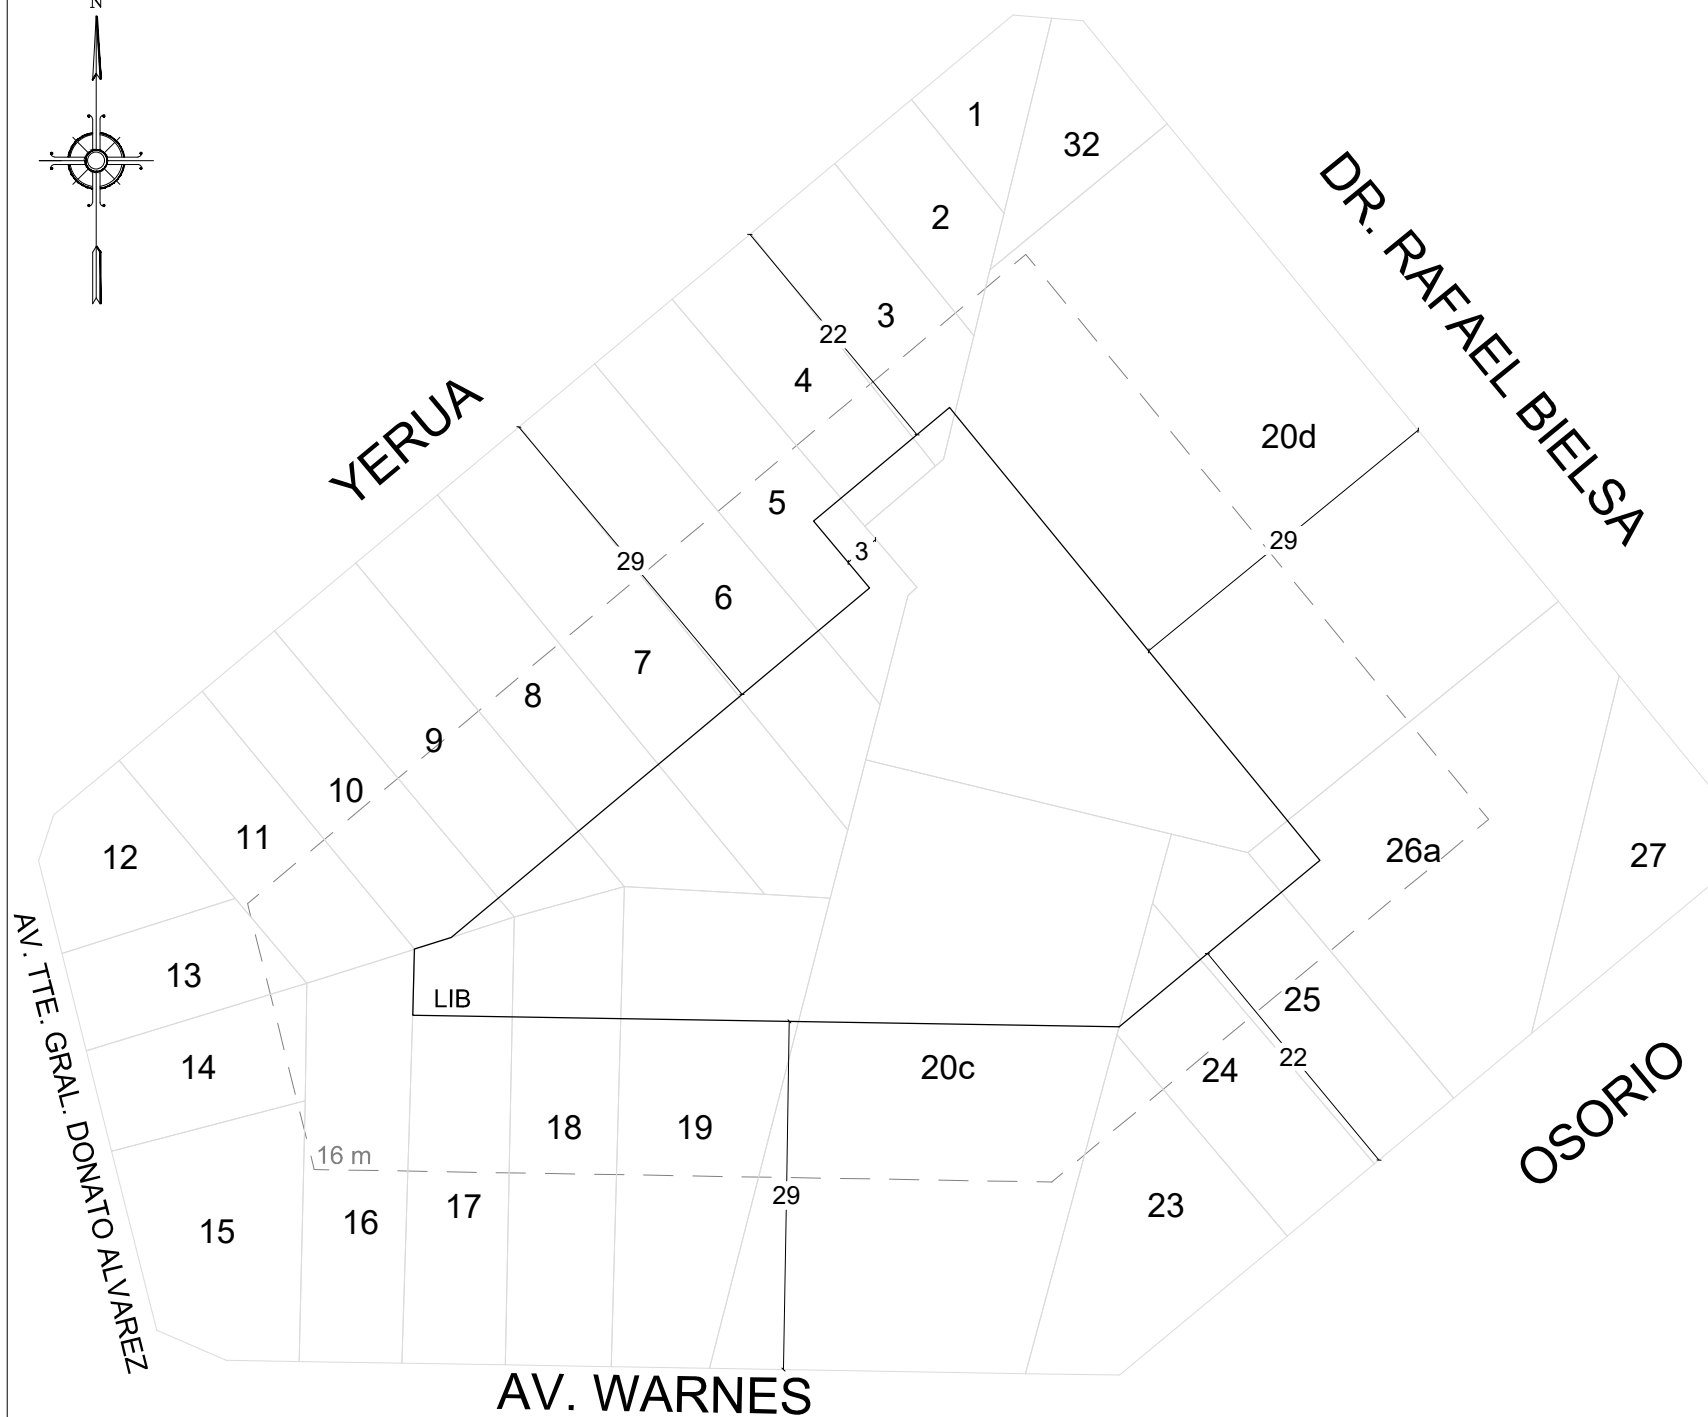 N
1
32
DR. RAFAEL BIELSA
2
3
22
4
YERUA
20d
5
29
3
29
6
7
8
9
10
11
12
26a
27
AV. TTE. GRAL. DONATO ALVAREZ
13
LIB
25
14
20c
24
22
OSORIO
18
19
16 m
29
17
23
16
15
AV. WARNES